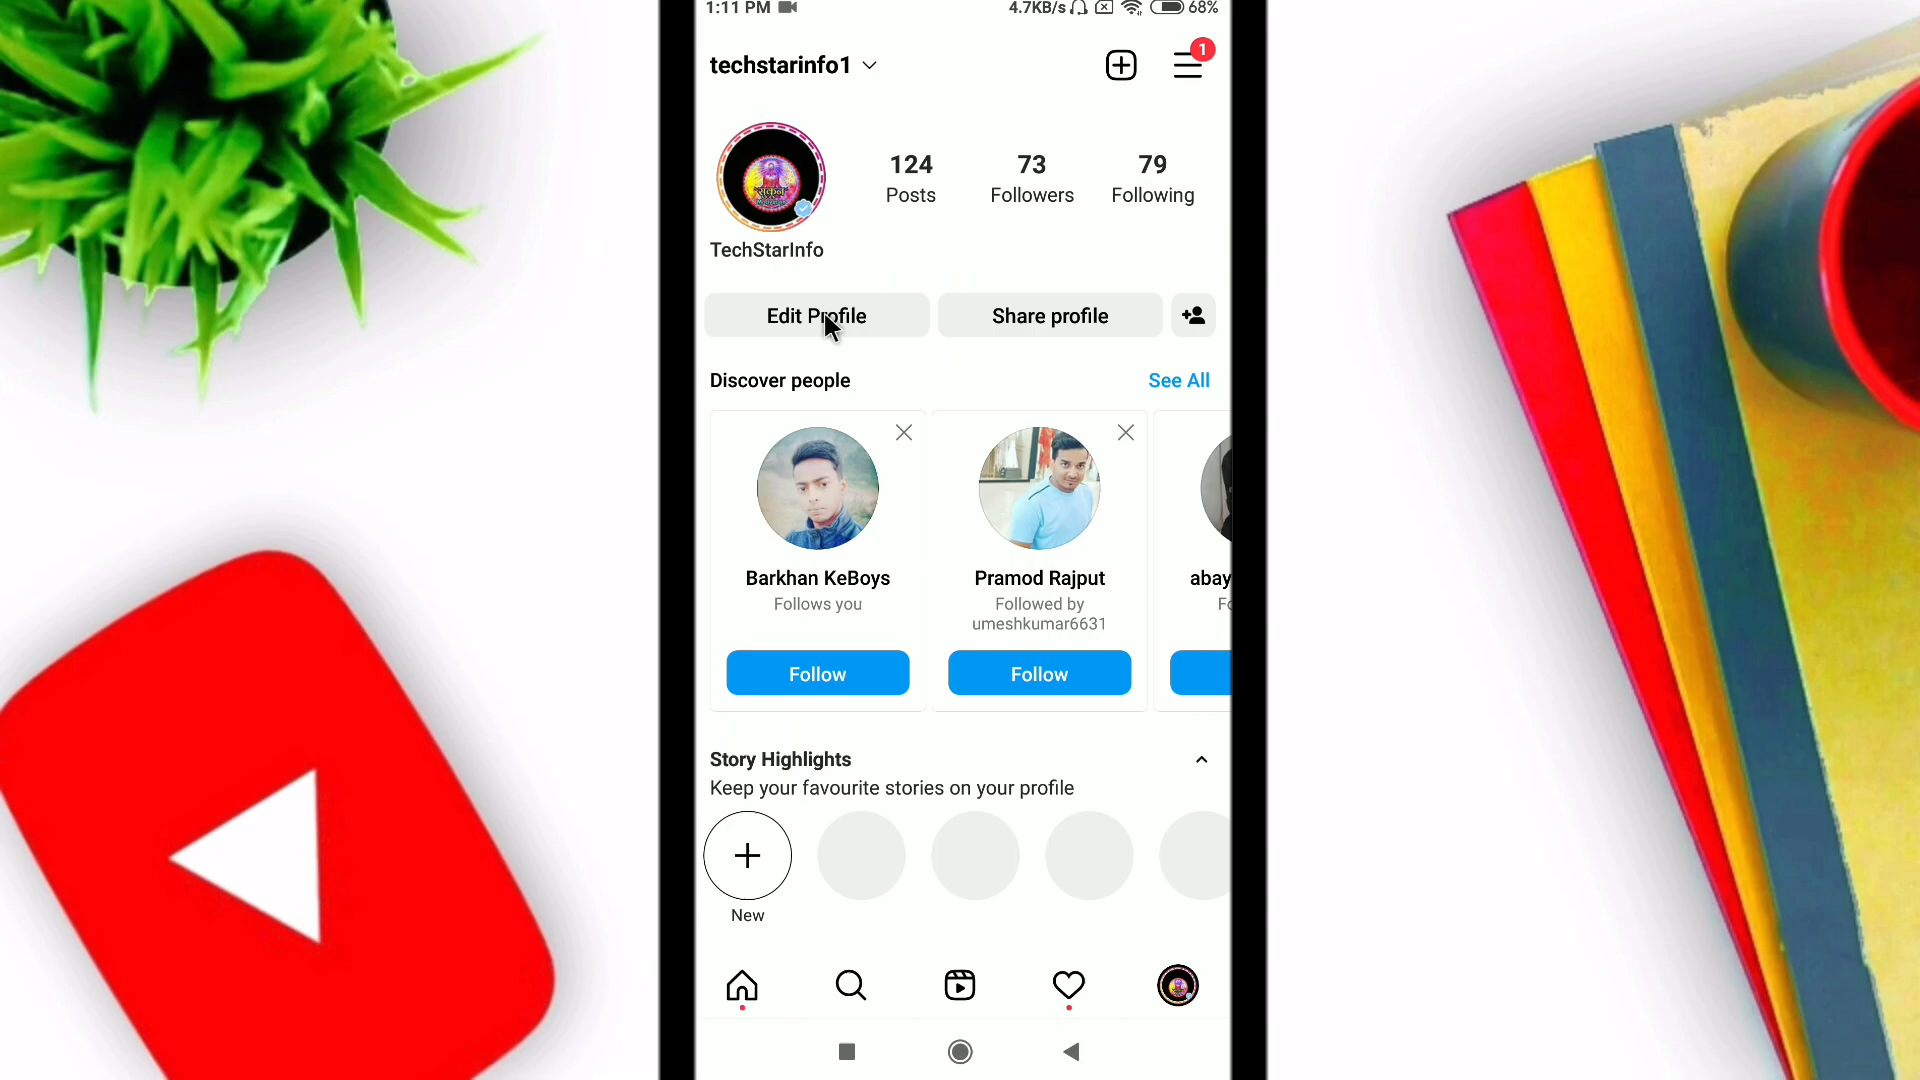 1:11 PM 4.7KB/s 68%
techstarinfo1
1
124 73 79
Posts Followers Following
TechStarInfo
Edit Profile Share profile
Discover people See All
Barkhan KeBoys Pramod Rajput abay
Follows you Followed by
umeshkumar6631
Follow Follow
Story Highlights
Keep your favourite stories on your profile
New